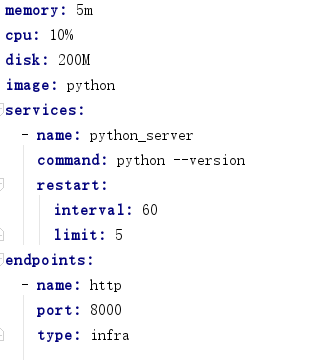 memory: 5m
cpu: 10%
disk: 200M
image: python
services:
  - name: python_server
    command: python --version
    restart:
      interval: 60
      limit: 5
endpoints:
  - name: http
    port: 8000
    type: infra